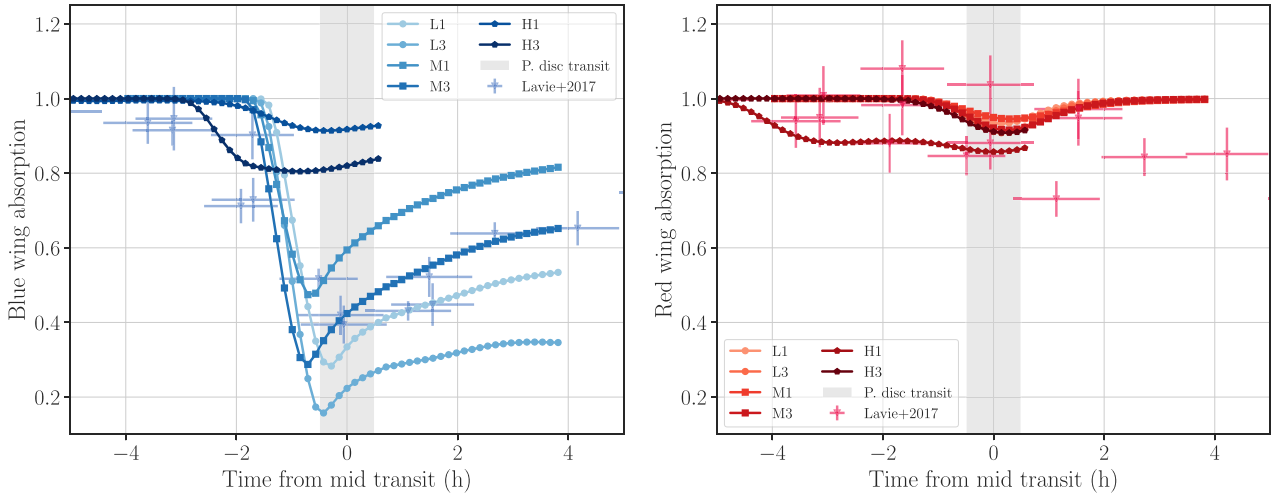 Blue wing absorption
1.2
1.0
0.8
0.6
0.4
0.2
−4
−2
0
2
4
Time from mid transit (h)
L1
L3
M1
M3
H1
H3
P. disc transit
Lavie+2017
Red wing absorption
1.2
1.0
0.8
0.6
0.4
0.2
−4
−2
0
2
4
Time from mid transit (h)
L1
L3
M1
M3
H1
H3
P. disc transit
Lavie+2017